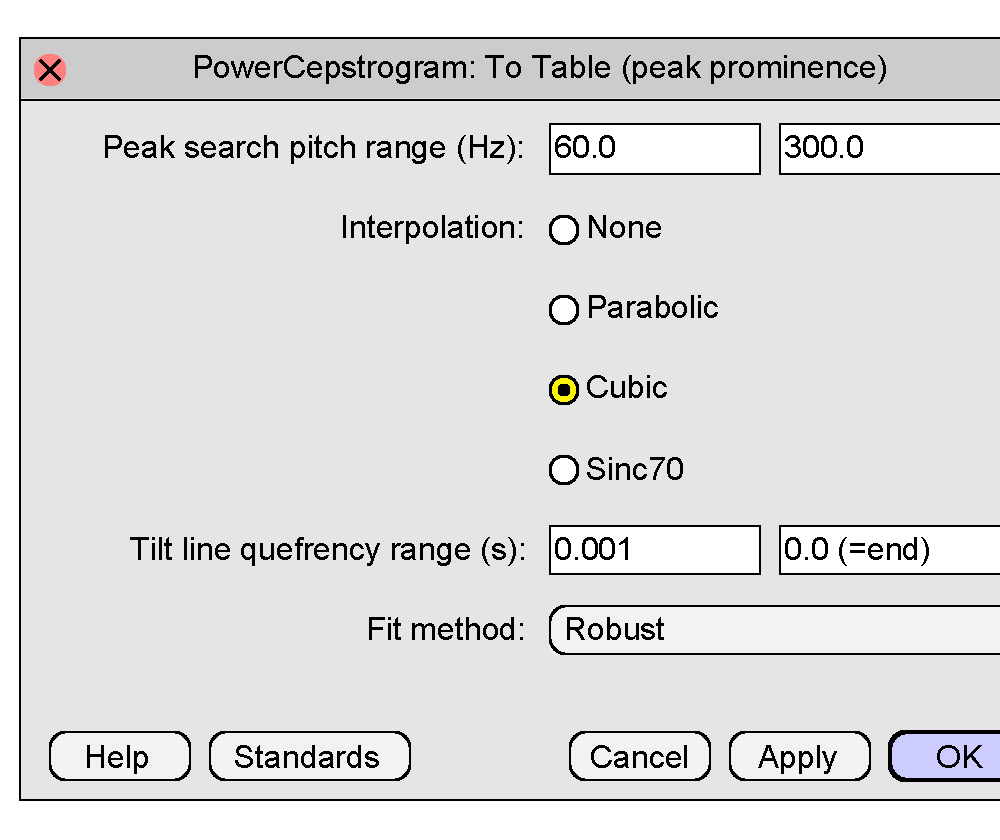 PowerCepstrogram: To Table (peak prominence)
Peak search pitch range (Hz): 60.0 300.0
Interpolation: None
Parabolic
Cubic
Sinc70
Tilt line quefrency range (s): 0.001 0.0 (=end)
Fit method: Robust
Help Standards Cancel Apply OK